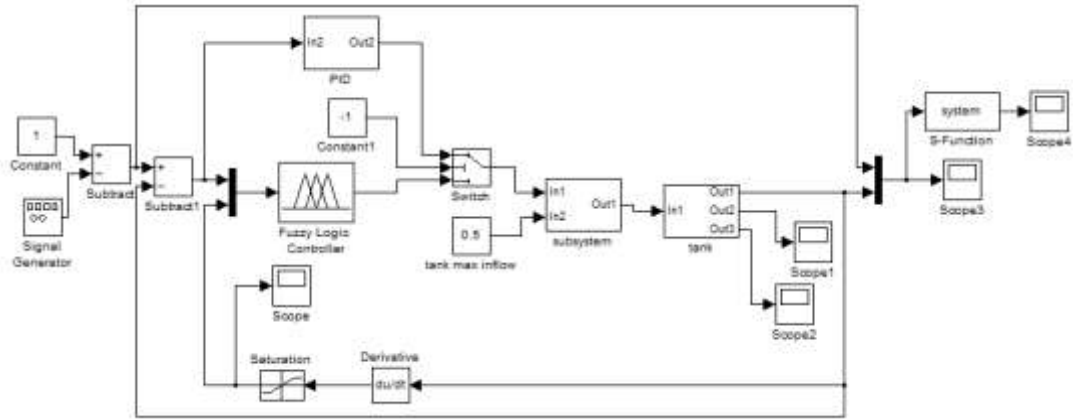 In2 Out2
PID
-1
Constant1
system
S-Function
Scope4
1
Constant
+
-
Subtract
+
-
Subtract1
Signal
Generator
Fuzzy Logic
Controller
Switch
0.5
tank max inflow
In1
In2
Out1
subsystem
In1
Out1
Out2
Out3
tank
Scope3
Scope1
Scope2
Scope
Saturation
Derivative
du/dt